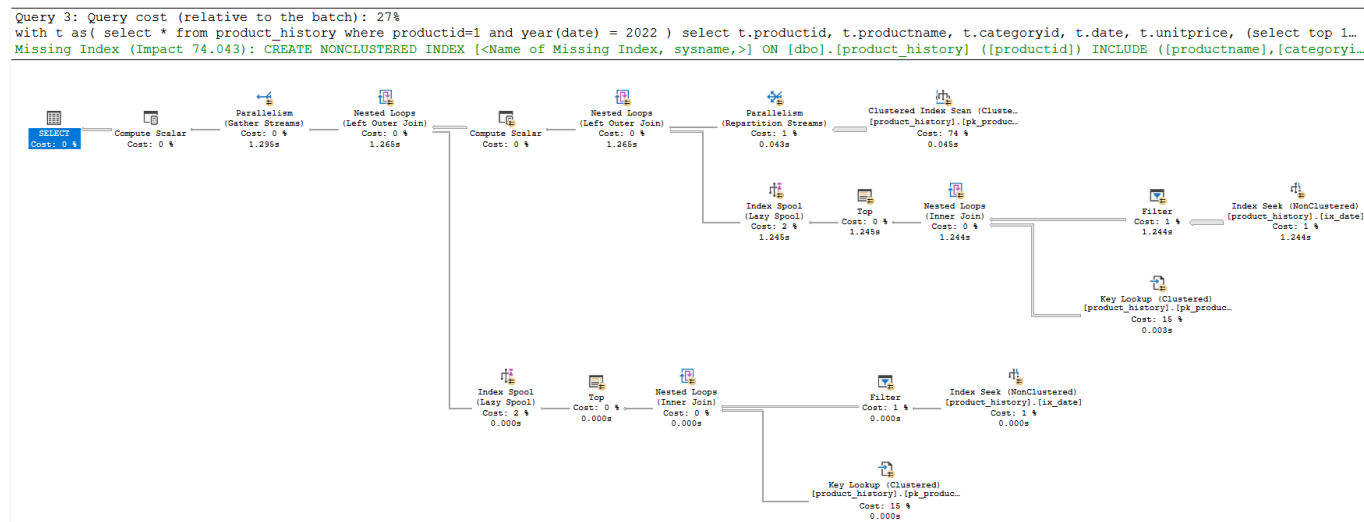 Query 3: Query cost (relative to the batch): 27%
with t as( select * from product_history where productid=1 and year(date) = 2022 ) select t.productid, t.productname, t.categoryid, t.date, t.unitprice, (select top 1…
Missing Index (Impact 74.043): CREATE NONCLUSTERED INDEX [<Name of Missing Index, sysname,>] ON [dbo].[product_history] ([productid]) INCLUDE ([productname],[categoryi…
SELECT
Cost: 0 %
Compute Scalar
Cost: 0 %
Parallelism
(Gather Streams)
Cost: 0 %
1.295s
Nested Loops
(Left Outer Join)
Cost: 0 %
1.265s
Compute Scalar
Cost: 0 %
Nested Loops
(Left Outer Join)
Cost: 0 %
1.265s
Parallelism
(Repartition Streams)
Cost: 1 %
0.043s
Clustered Index Scan (Cluste…
[product_history].[pk_produc…
Cost: 74 %
0.045s
Index Spool
(Lazy Spool)
Cost: 2 %
1.245s
Top
Cost: 0 %
1.245s
Nested Loops
(Inner Join)
Cost: 0 %
1.244s
Filter
Cost: 1 %
1.244s
Index Seek (NonClustered)
[product_history].[ix_date]
Cost: 1 %
1.244s
Key Lookup (Clustered)
[product_history].[pk_produc…
Cost: 15 %
0.003s
Index Spool
(Lazy Spool)
Cost: 2 %
0.000s
Top
Cost: 0 %
0.000s
Nested Loops
(Inner Join)
Cost: 0 %
0.000s
Filter
Cost: 1 %
0.000s
Index Seek (NonClustered)
[product_history].[ix_date]
Cost: 1 %
0.000s
Key Lookup (Clustered)
[product_history].[pk_produc…
Cost: 15 %
0.000s